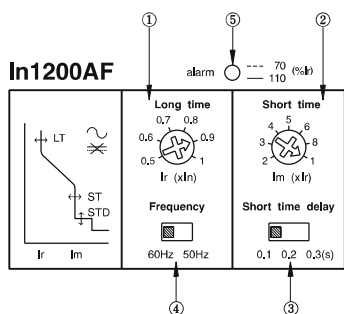 ① ⑤ ②
In1200AF
alarm --- 70 (%Ir)
— 110
Long time
0.5 0.6 0.7 0.8 0.9 1
Ir (xIn)
Short time
2 3 4 5 6 8 1
Im (xIr)
LT
ST
STD
Ir Im
Frequency
60Hz 50Hz
Short time delay
0.1 0.2 0.3(s)
④ ③